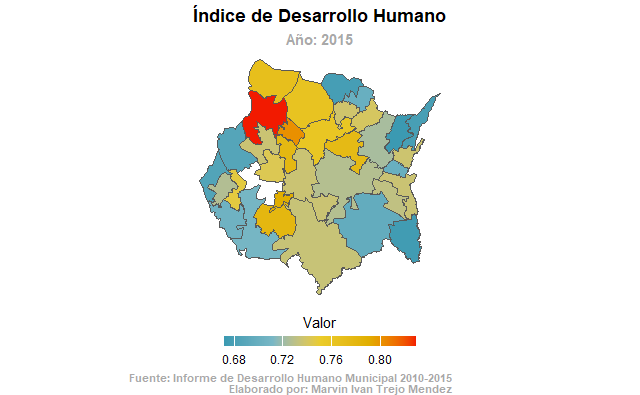 Índice de Desarrollo Humano
Año: 2015
Valor
0.68 0.72 0.76 0.80
Fuente: Informe de Desarrollo Humano Municipal 2010-2015
Elaborado por: Marvin Ivan Trejo Mendez